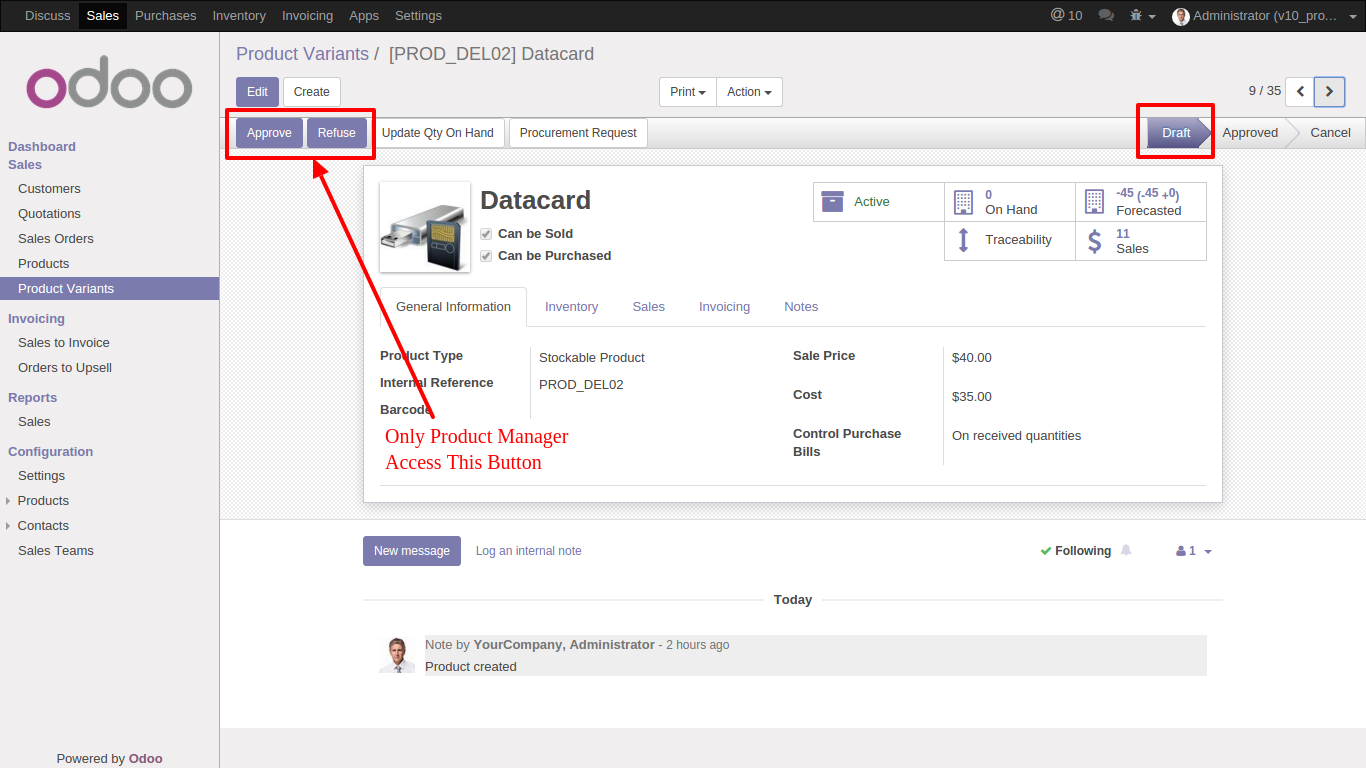 Discuss Sales Purchases Inventory Invoicing Apps Settings @ 10 Administrator (v10_pro...
odoo
Dashboard
Sales
Customers
Quotations
Sales Orders
Products
Product Variants
Invoicing
Sales to Invoice
Orders to Upsell
Reports
Sales
Configuration
Settings
Products
Contacts
Sales Teams
Powered by Odoo
Product Variants / [PROD_DEL02] Datacard
Edit Create Print Action 9 / 35
Approve Refuse Update Qty On Hand Procurement Request Draft Approved Cancel
Datacard
Can be Sold
Can be Purchased
Active
0
On Hand
-45 (-45 +0)
Forecasted
Traceability
11
Sales
General Information Inventory Sales Invoicing Notes
Product Type Stockable Product
Internal Reference PROD_DEL02
Barcode
Sale Price $40.00
Cost $35.00
Control Purchase Bills On received quantities
Only Product Manager
Access This Button
New message Log an internal note Following 1
Today
Note by YourCompany, Administrator - 2 hours ago
Product created